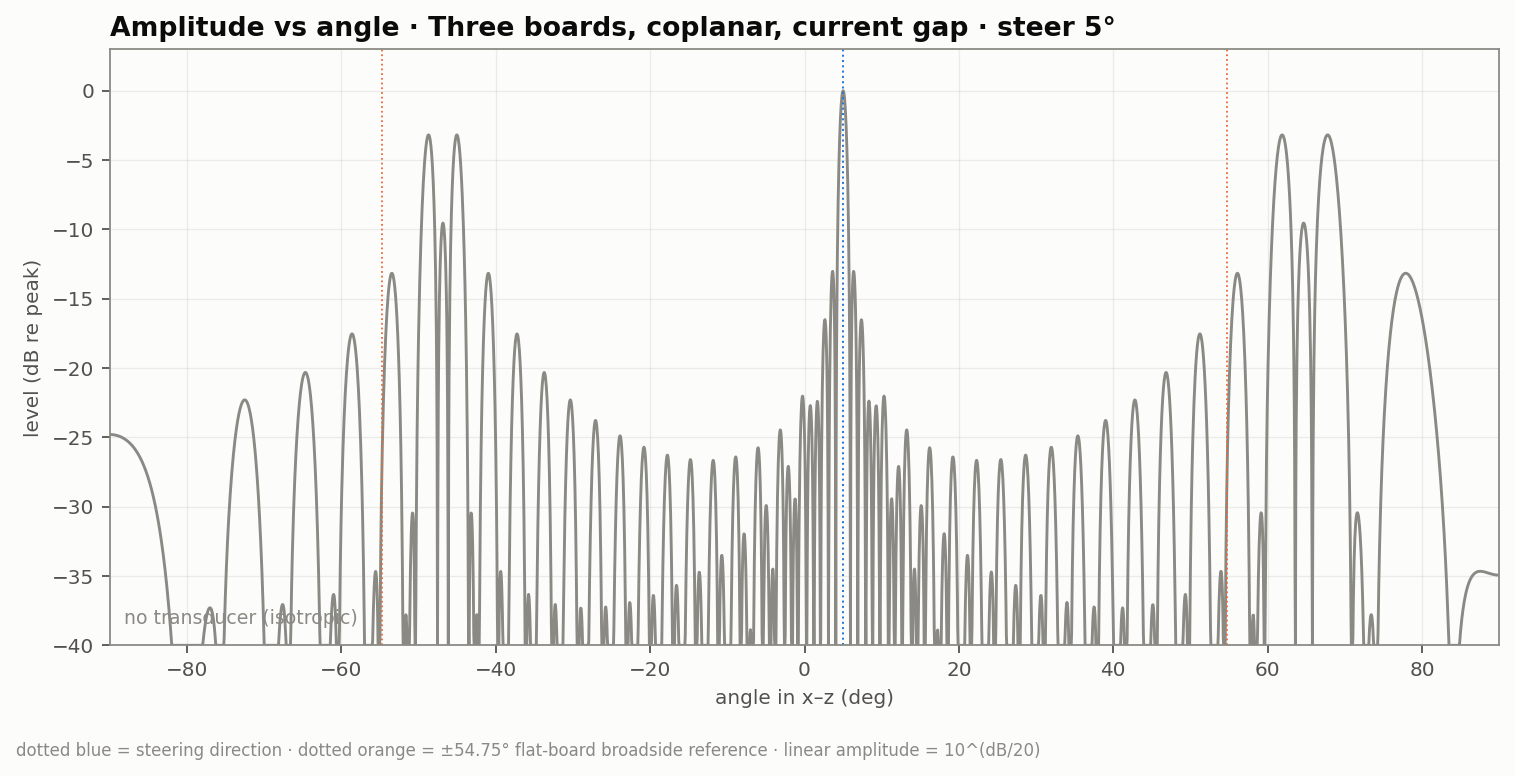 Amplitude vs angle · Three boards, coplanar, current gap · steer 5°
0
−5
−10
−15
−20
−25
−30
−35
−40
level (dB re peak)
no transducer (isotropic)
−80 −60 −40 −20 0 20 40 60 80
angle in x–z (deg)
dotted blue = steering direction · dotted orange = ±54.75° flat-board broadside reference · linear amplitude = 10^(dB/20)